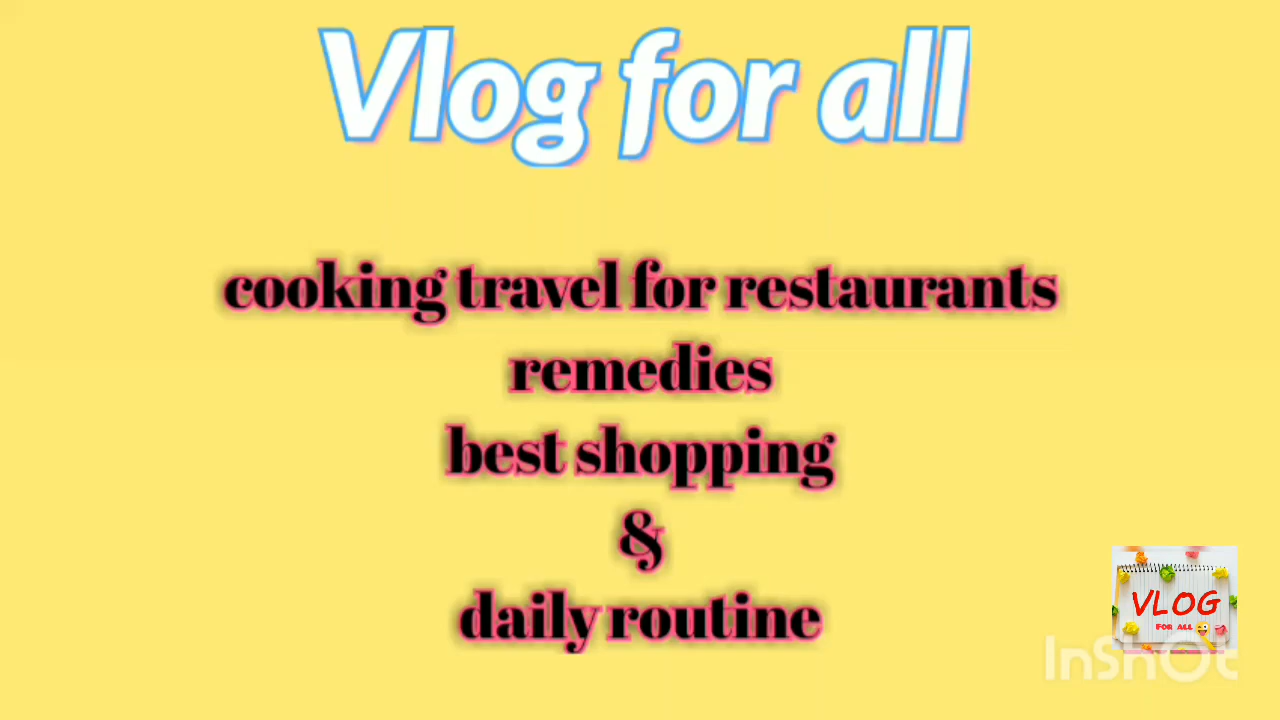 Vlog for all
cooking travel for restaurants
remedies
best shopping
&
daily routine
VLOG
FOR ALL
InShOt